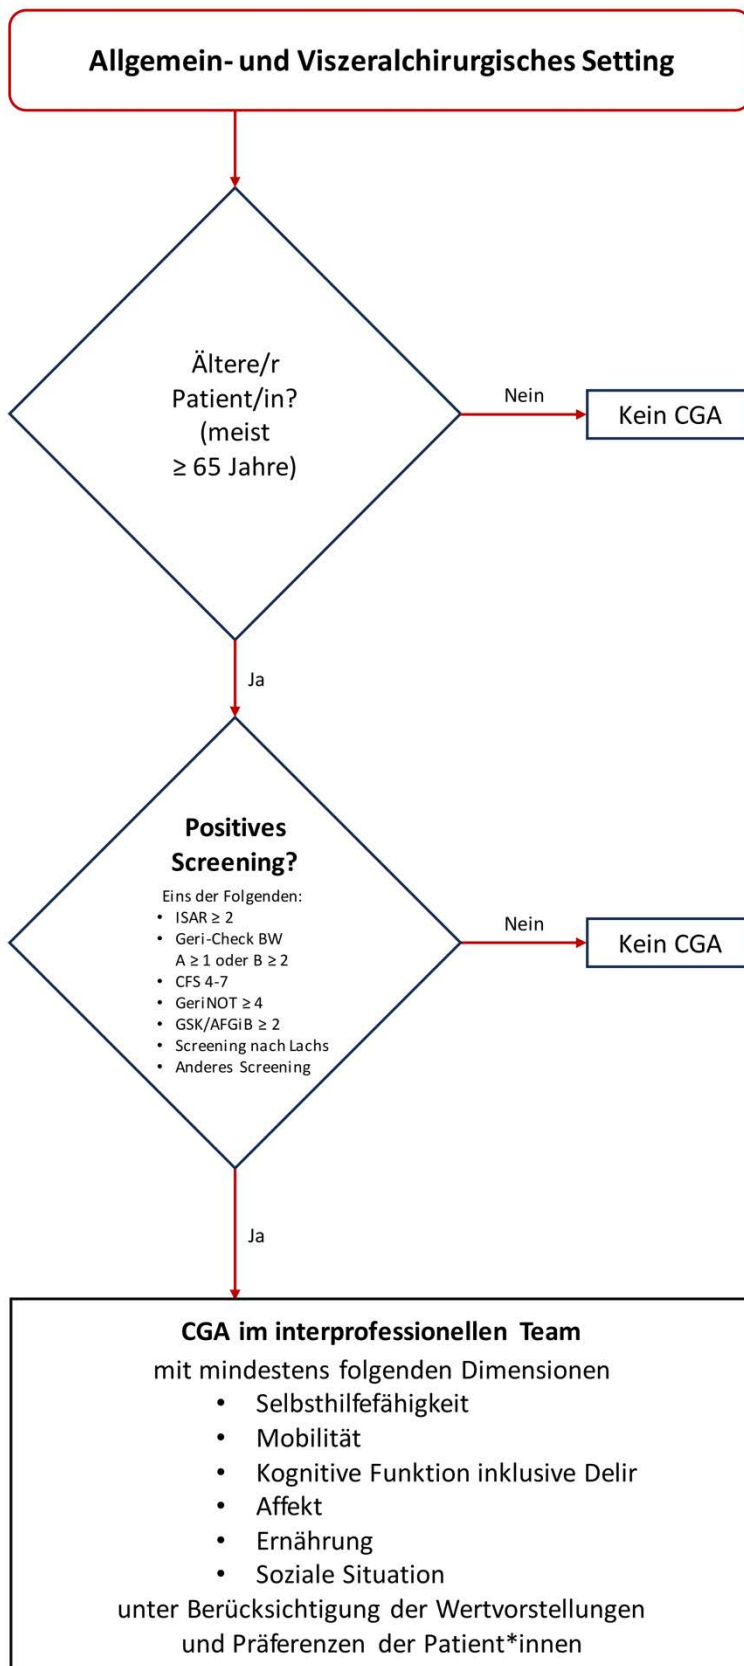 Allgemein- und Viszeralchirurgisches Setting
Ältere/r
Patient/in?
(meist
≥ 65 Jahre)
Nein
Kein CGA
Ja
Positives
Screening?
Eins der Folgenden:
• ISAR ≥ 2
• Geri-Check BW
A ≥ 1 oder B ≥ 2
• CFS 4-7
• GeriNOT ≥ 4
• GSK/AFGiB ≥ 2
• Screening nach Lachs
• Anderes Screening
Nein
Kein CGA
Ja
CGA im interprofessionellen Team
mit mindestens folgenden Dimensionen
• Selbsthilfefähigkeit
• Mobilität
• Kognitive Funktion inklusive Delir
• Affekt
• Ernährung
• Soziale Situation
unter Berücksichtigung der Wertvorstellungen
und Präferenzen der Patient*innen